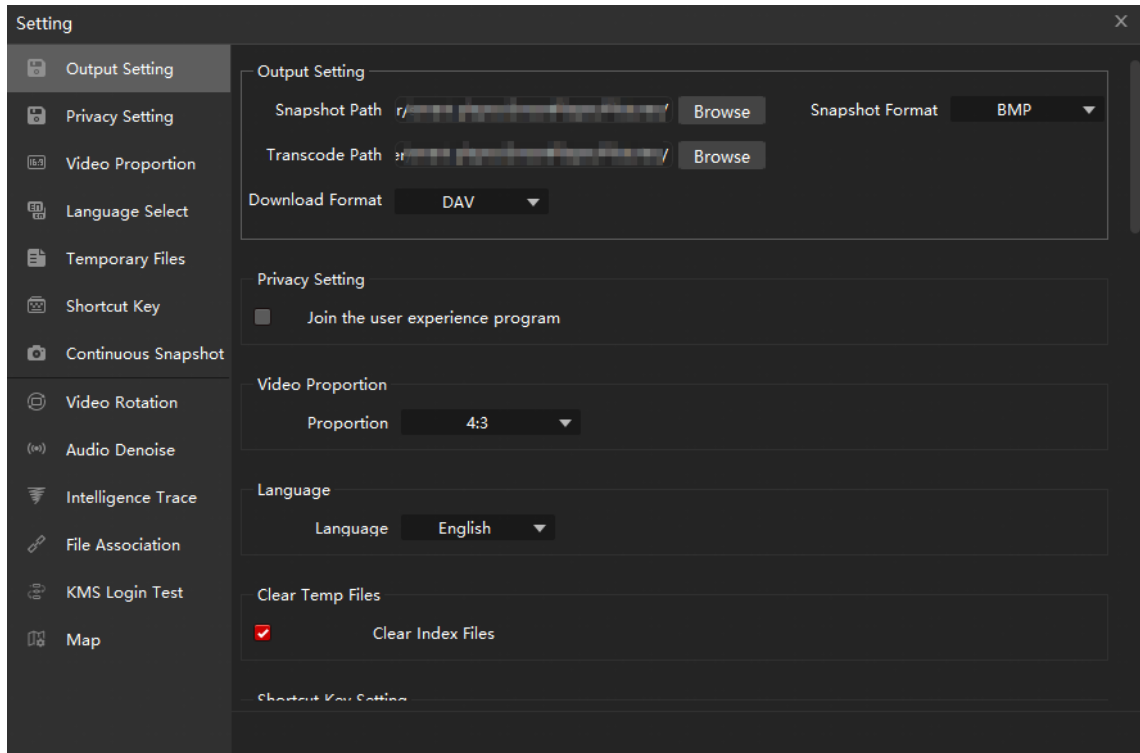 Setting
Output Setting
Privacy Setting
Video Proportion
Language Select
Temporary Files
Shortcut Key
Continuous Snapshot
Video Rotation
Audio Denoise
Intelligence Trace
File Association
KMS Login Test
Map
Output Setting
Snapshot Path Browse Snapshot Format BMP
Transcode Path Browse
Download Format DAV
Privacy Setting
Join the user experience program
Video Proportion
Proportion 4:3
Language
Language English
Clear Temp Files
Clear Index Files
Shortcut Key Setting